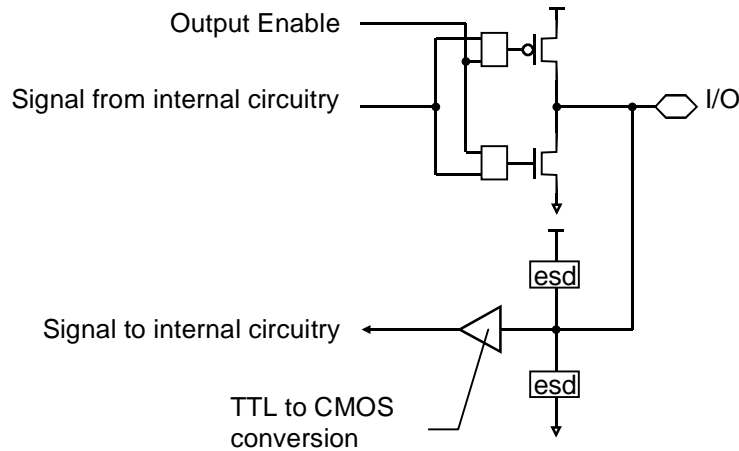 Output Enable
Signal from internal circuitry
I/O
esd
Signal to internal circuitry
esd
TTL to CMOS
conversion